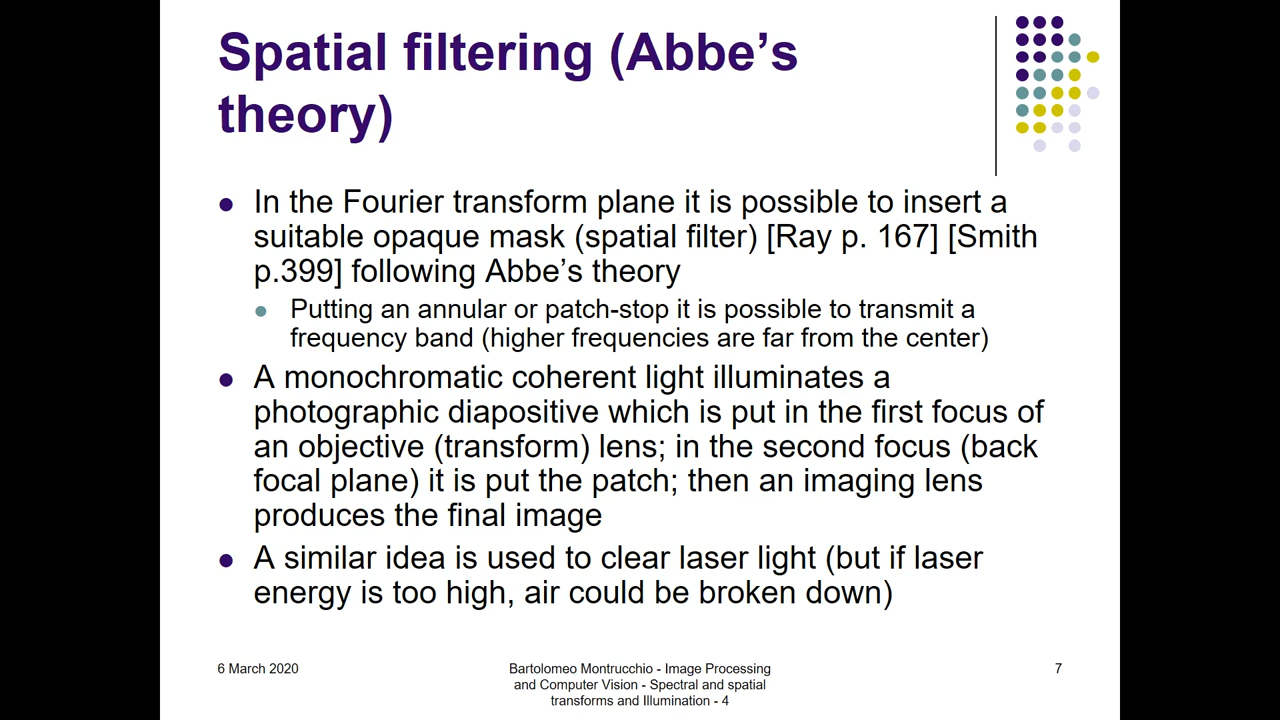 Spatial filtering (Abbe’s
theory)
In the Fourier transform plane it is possible to insert a
suitable opaque mask (spatial filter) [Ray p. 167] [Smith
p.399] following Abbe’s theory
Putting an annular or patch-stop it is possible to transmit a
frequency band (higher frequencies are far from the center)
A monochromatic coherent light illuminates a
photographic diapositive which is put in the first focus of
an objective (transform) lens; in the second focus (back
focal plane) it is put the patch; then an imaging lens
produces the final image
A similar idea is used to clear laser light (but if laser
energy is too high, air could be broken down)
6 March 2020
Bartolomeo Montrucchio - Image Processing
and Computer Vision - Spectral and spatial
transforms and Illumination - 4
7